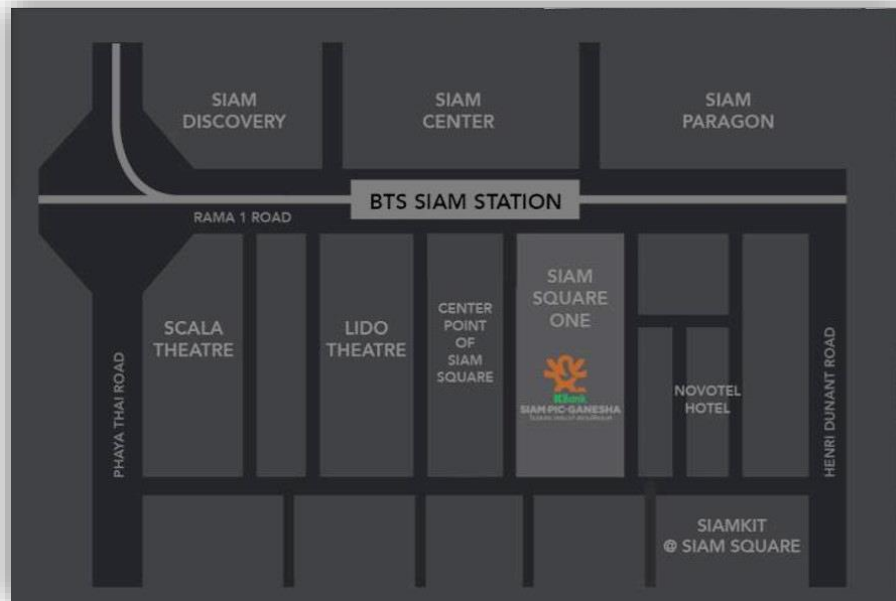 SIAM
DISCOVERY
SIAM
CENTER
SIAM
PARAGON
BTS SIAM STATION
RAMA 1 ROAD
SCALA
THEATRE
LIDO
THEATRE
CENTER
POINT
OF
SIAM
SQUARE
SIAM
SQUARE
ONE
KBank
SIAM·PIC·GANESHA
NOVOTEL
HOTEL
PHAYA THAI ROAD
HENRI DUNANT ROAD
SIAMKIT
@ SIAM SQUARE